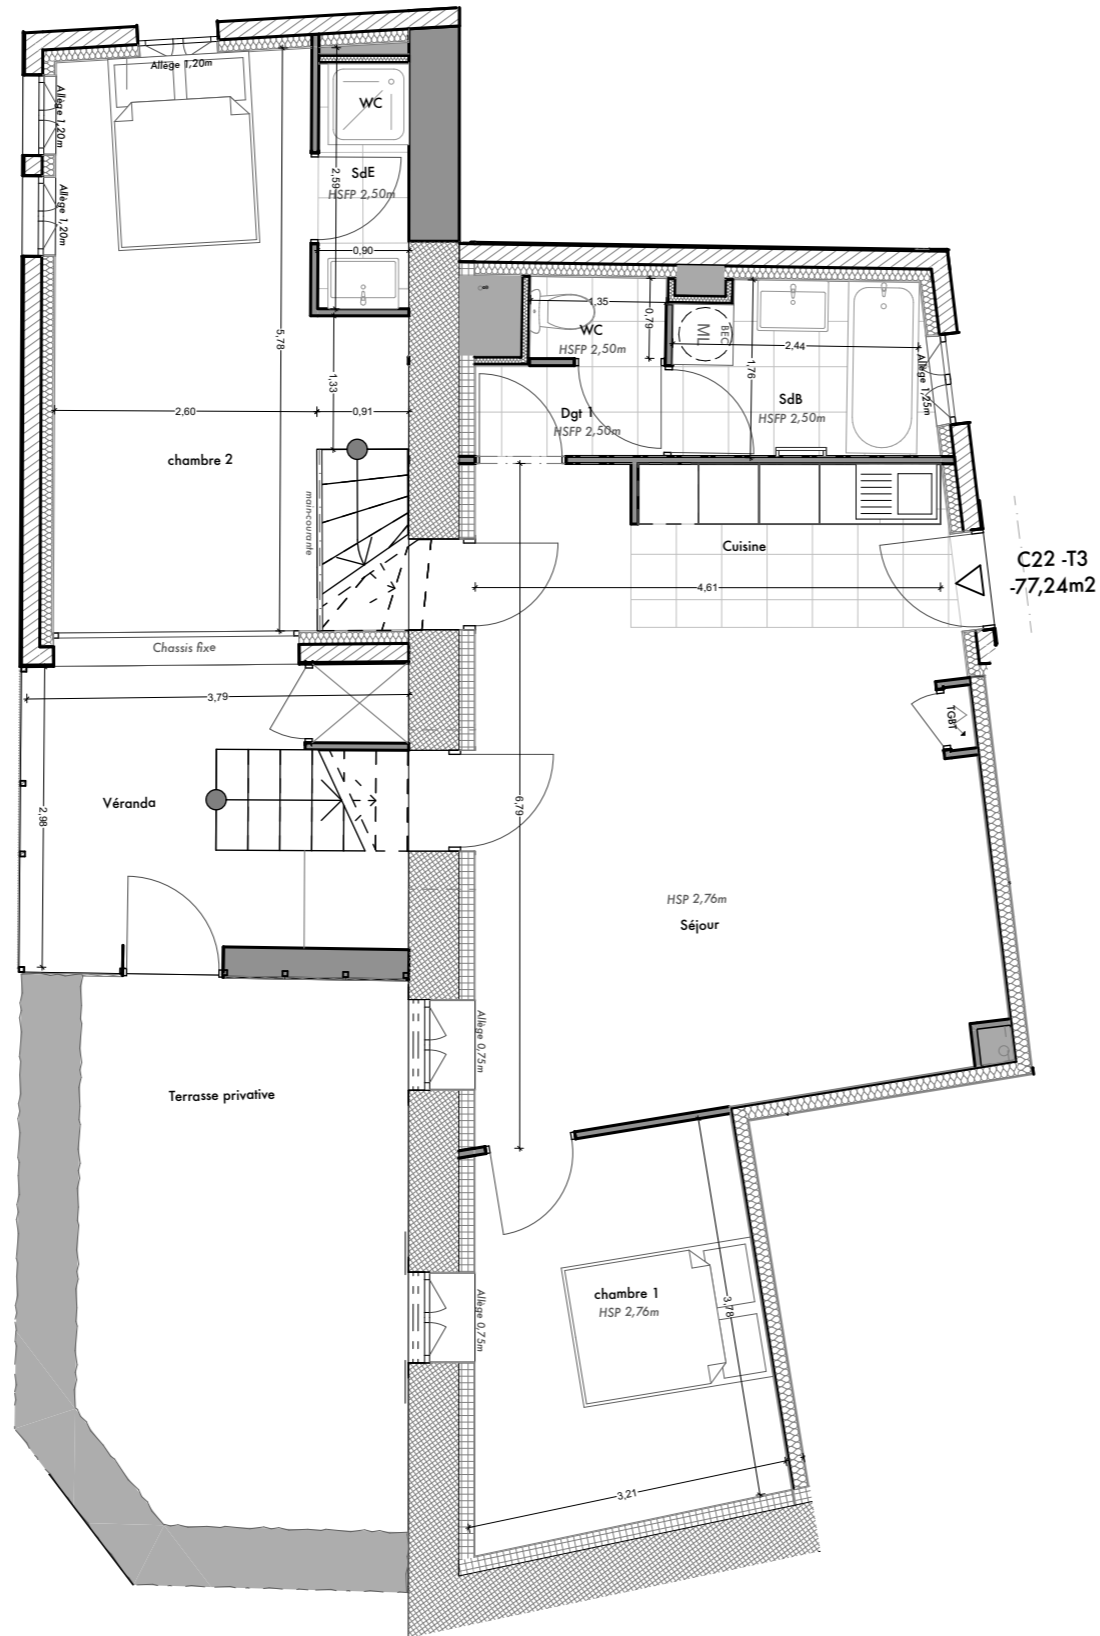 Allège 1,20m
Allège 1,20m
Allège 1,20m
WC
SdE
HSFP 2,50m
2,59
0,90
5,78
1,33
2,60
0,91
chambre 2
main-courante
Chassis fixe
3,79
2,98
Véranda
Terrasse privative
1,35
0,79
WC
HSFP 2,50m
ML
BEC
2,44
1,76
SdB
HSFP 2,50m
Allège 1,25m
Dgt 1
HSFP 2,50m
Cuisine
4,61
C22 -T3
-77,24m2
TGBT
6,79
HSP 2,76m
Séjour
Allège 0,75m
Allège 0,75m
chambre 1
HSP 2,76m
3,78
3,21